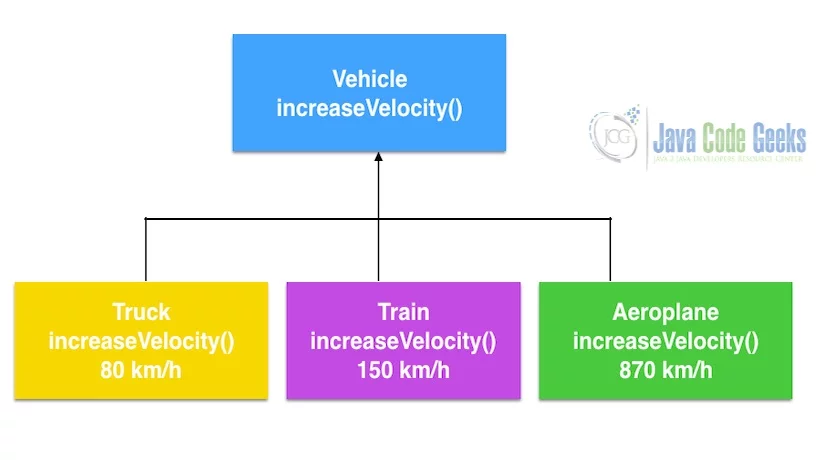 Vehicle
increaseVelocity()
JCG
Java Code Geeks
JAVA 2 JAVA DEVELOPERS RESOURCE CENTER
Truck
increaseVelocity()
80 km/h
Train
increaseVelocity()
150 km/h
Aeroplane
increaseVelocity()
870 km/h